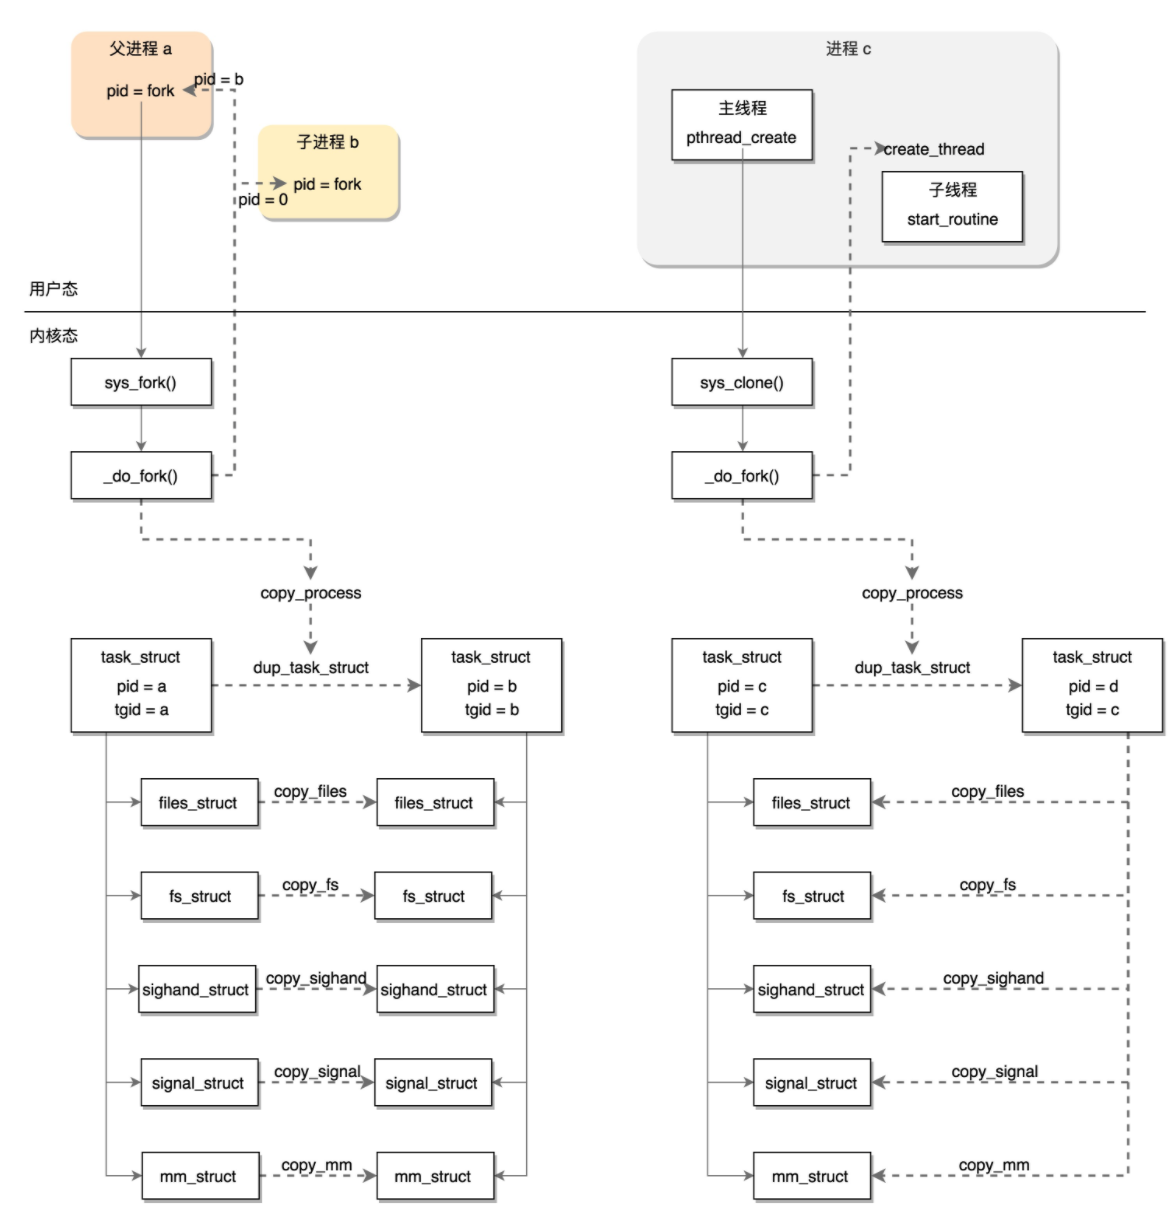 父进程 a
pid = fork
pid = b
子进程 b
pid = fork
pid = 0
进程 c
主线程
pthread_create
create_thread
子线程
start_routine
用户态
内核态
sys_fork()
_do_fork()
copy_process
task_struct
pid = a
tgid = a
dup_task_struct
task_struct
pid = b
tgid = b
files_struct
copy_files
files_struct
fs_struct
copy_fs
fs_struct
sighand_struct
copy_sighand
sighand_struct
signal_struct
copy_signal
signal_struct
mm_struct
copy_mm
mm_struct
sys_clone()
_do_fork()
copy_process
task_struct
pid = c
tgid = c
dup_task_struct
task_struct
pid = d
tgid = c
files_struct
copy_files
fs_struct
copy_fs
sighand_struct
copy_sighand
signal_struct
copy_signal
mm_struct
copy_mm